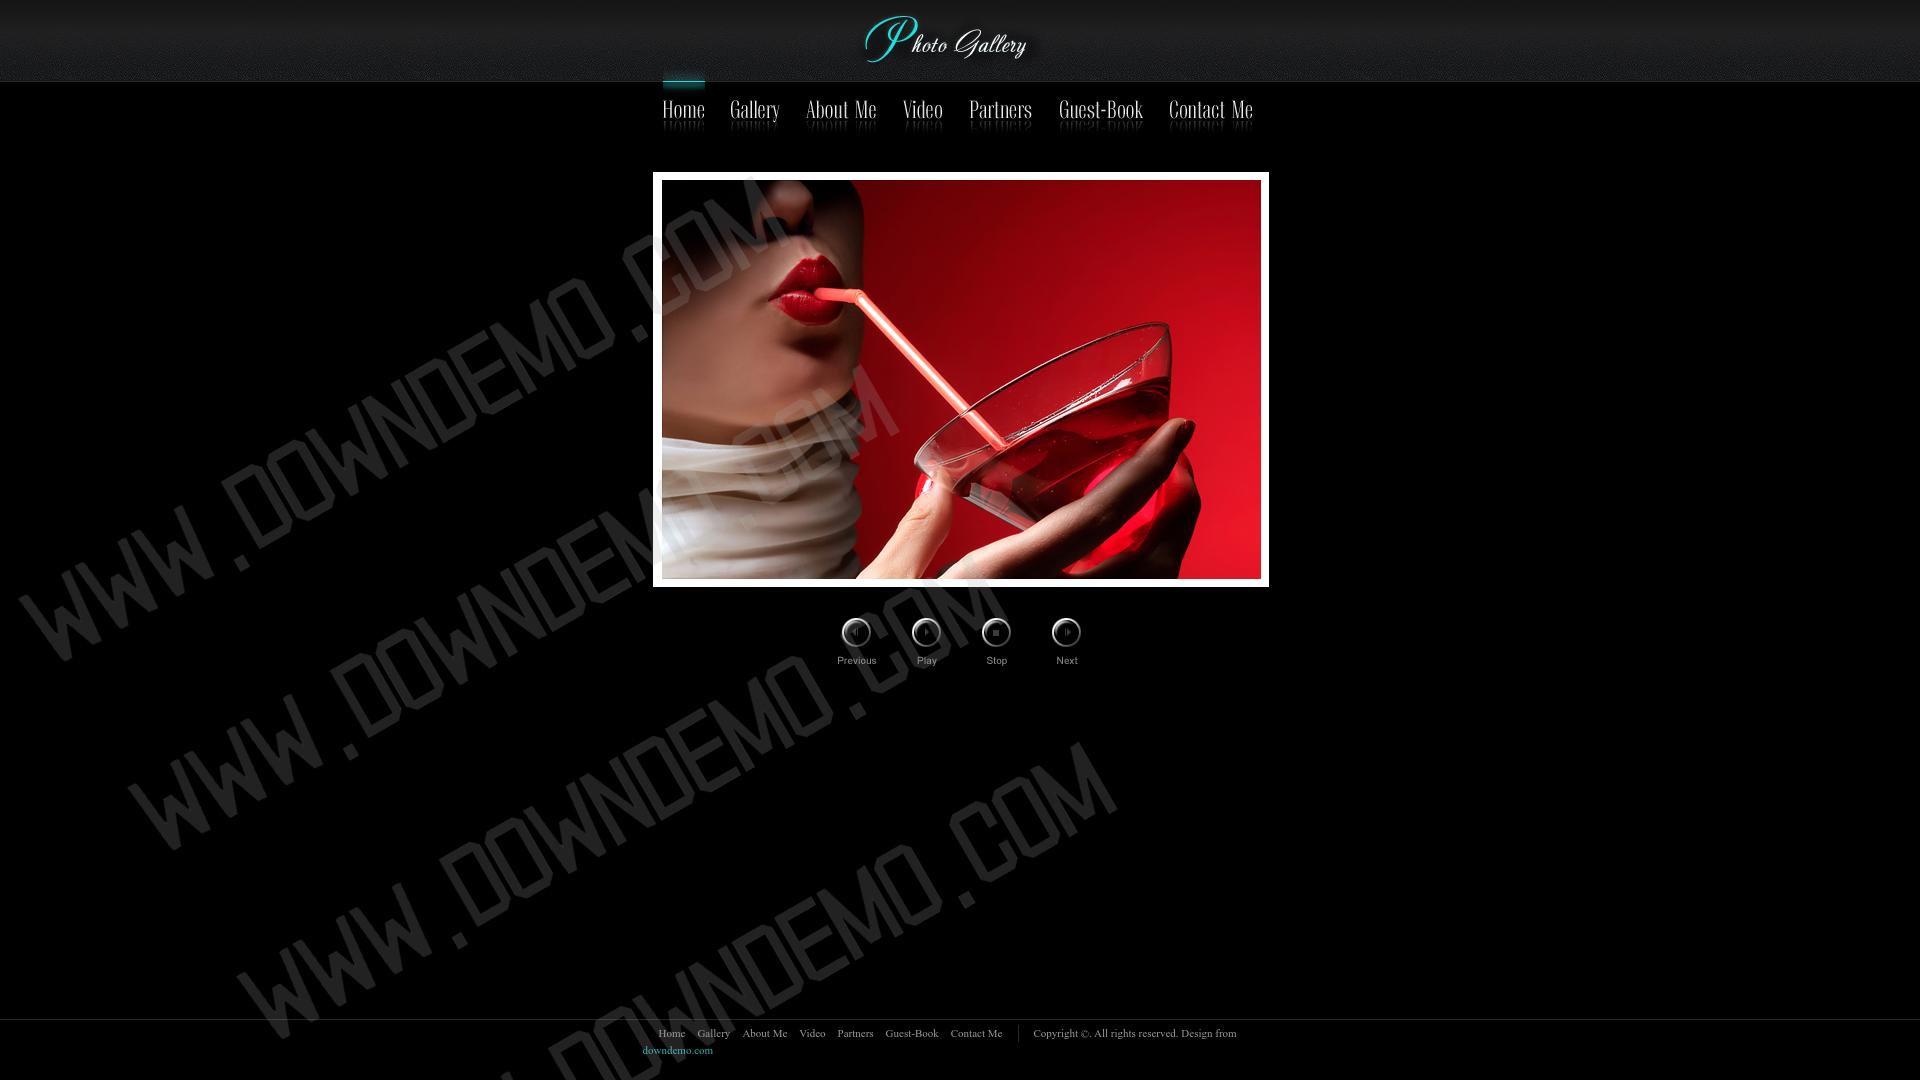 Photo Gallery
Home Gallery About Me Video Partners Guest-Book Contact Me
WWW.DOWNDEMO.COM
WWW.DOWNDEMO.COM
WWW.DOWNDEMO.COM
DOWNDEMO.COM
Previous Play Stop Next
Home Gallery About Me Video Partners Guest-Book Contact Me Copyright ©. All rights reserved. Design from
downdemo.com